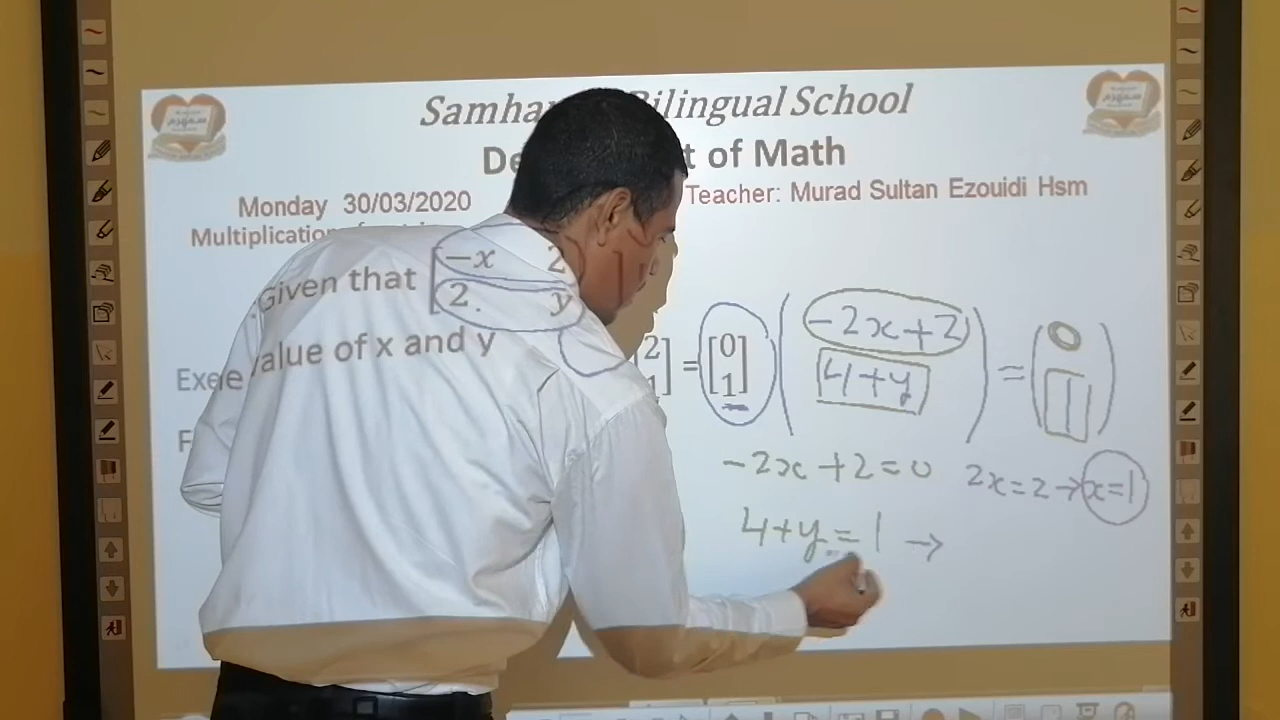 Samha Bilingual School
of Math
Monday 30/03/2020 Teacher: Murad Sultan Ezouidi Hsm
Multiplication
Given that [−x 2
2 y
2
1] = [0
1] (−2x+2
4+y) = (0
1)
value of x and y
−2x+2=0 2x=2→x=1
4+y=1 →